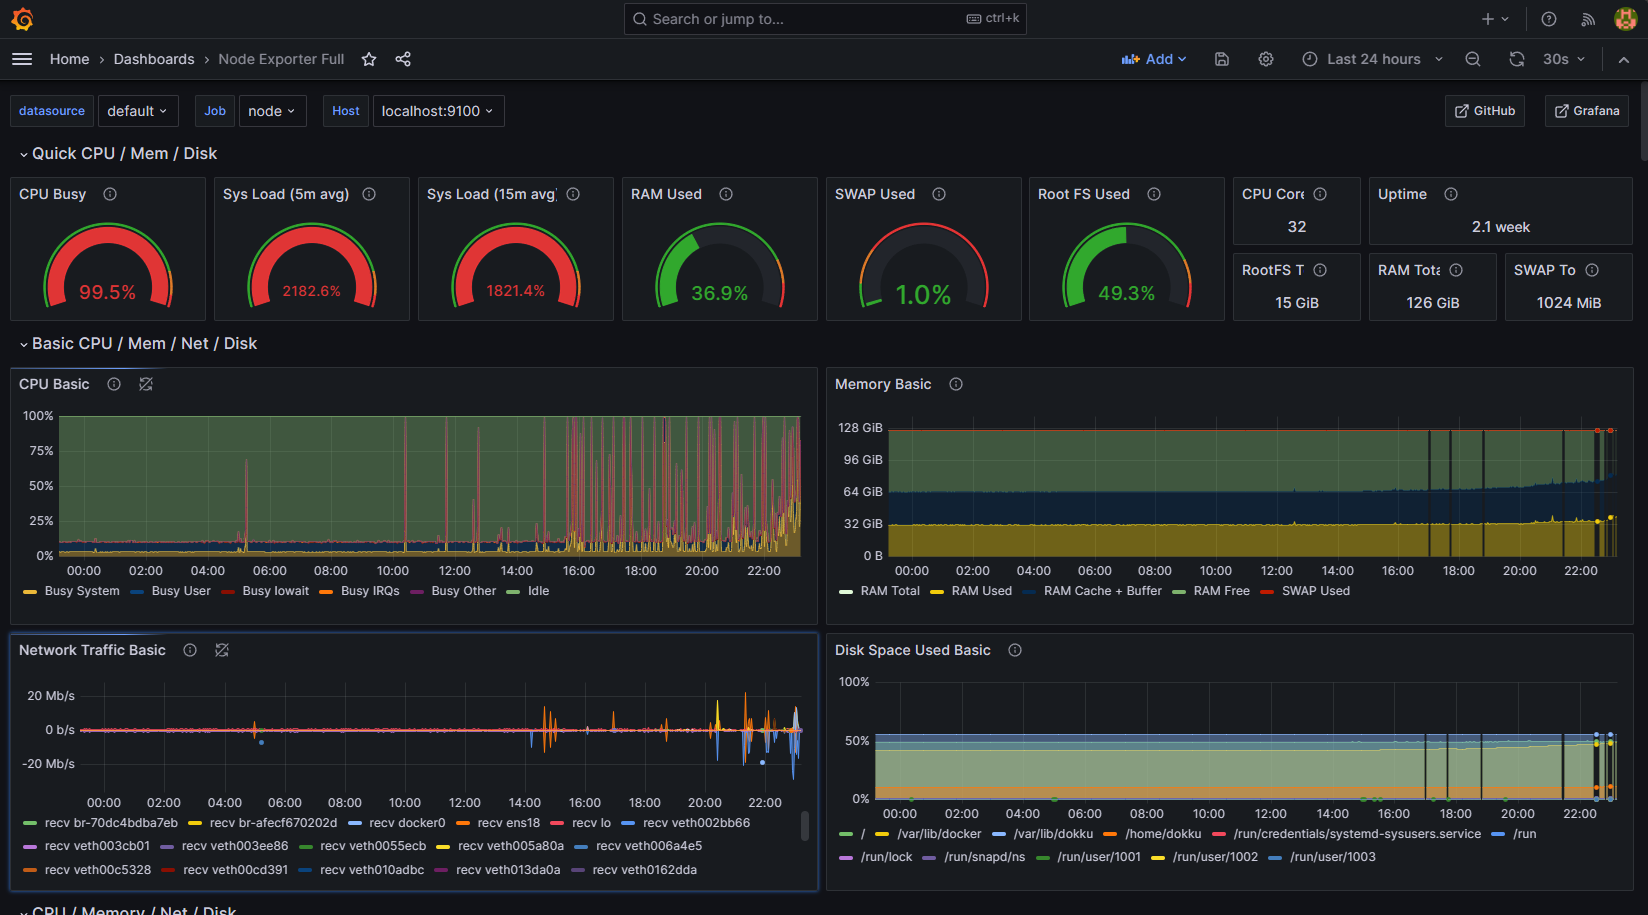 Search or jump to... ctrl+k
Home › Dashboards › Node Exporter Full Add Last 24 hours 30s
datasource default Job node Host localhost:9100 GitHub Grafana
Quick CPU / Mem / Disk
CPU Busy
99.5%
Sys Load (5m avg)
2182.6%
Sys Load (15m avg)
1821.4%
RAM Used
36.9%
SWAP Used
1.0%
Root FS Used
49.3%
CPU Core
32
Uptime
2.1 week
RootFS T
15 GiB
RAM Tota
126 GiB
SWAP To
1024 MiB
Basic CPU / Mem / Net / Disk
CPU Basic
100%
75%
50%
25%
0%
00:00 02:00 04:00 06:00 08:00 10:00 12:00 14:00 16:00 18:00 20:00 22:00
Busy System Busy User Busy Iowait Busy IRQs Busy Other Idle
Memory Basic
128 GiB
96 GiB
64 GiB
32 GiB
0 B
00:00 02:00 04:00 06:00 08:00 10:00 12:00 14:00 16:00 18:00 20:00 22:00
RAM Total RAM Used RAM Cache + Buffer RAM Free SWAP Used
Network Traffic Basic
20 Mb/s
0 b/s
-20 Mb/s
00:00 02:00 04:00 06:00 08:00 10:00 12:00 14:00 16:00 18:00 20:00 22:00
recv br-70dc4bdba7eb recv br-afecf670202d recv docker0 recv ens18 recv lo recv veth002bb66
recv veth003cb01 recv veth003ee86 recv veth0055ecb recv veth005a80a recv veth006a4e5
recv veth00c5328 recv veth00cd391 recv veth010adbc recv veth013da0a recv veth0162dda
Disk Space Used Basic
100%
50%
0%
00:00 02:00 04:00 06:00 08:00 10:00 12:00 14:00 16:00 18:00 20:00 22:00
/ /var/lib/docker /var/lib/dokku /home/dokku /run/credentials/systemd-sysusers.service /run
/run/lock /run/snapd/ns /run/user/1001 /run/user/1002 /run/user/1003
CPU / Memory / Net / Disk